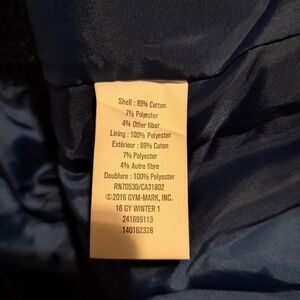 Shell : 89% Cotton
7% Polyester
4% Other fiber
Lining : 100% Polyester
Extérieur : 89% Coton
7% Polyester
4% Autre fibre
Doublure : 100% Polyester
RN70530/CA31802
©2016 GYM-MARK, INC.
16 GY WINTER 1
241699113
140162328